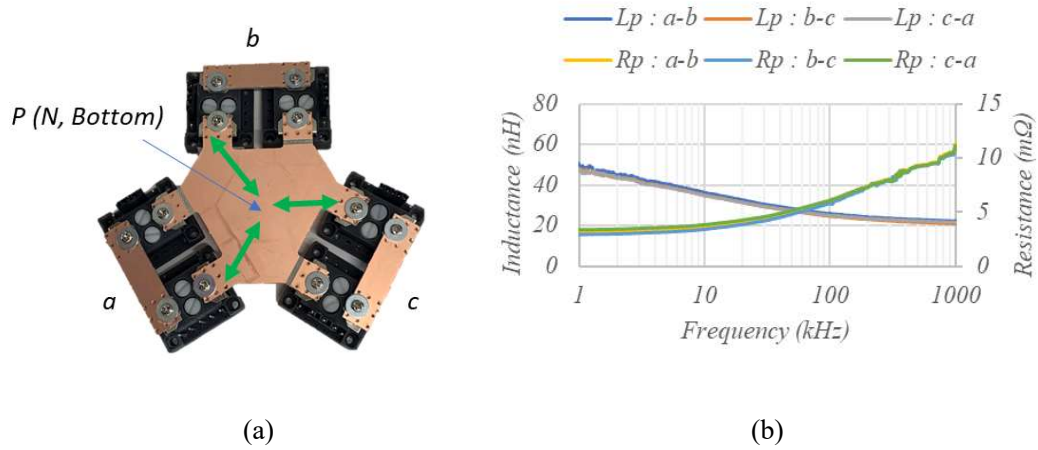 b
P (N, Bottom)
a
c
(a)
Lp : a-b Lp : b-c Lp : c-a
Rp : a-b Rp : b-c Rp : c-a
Inductance (nH)
80
60
40
20
0
15
10
5
0
Resistance (mΩ)
1 10 100 1000
Frequency (kHz)
(b)